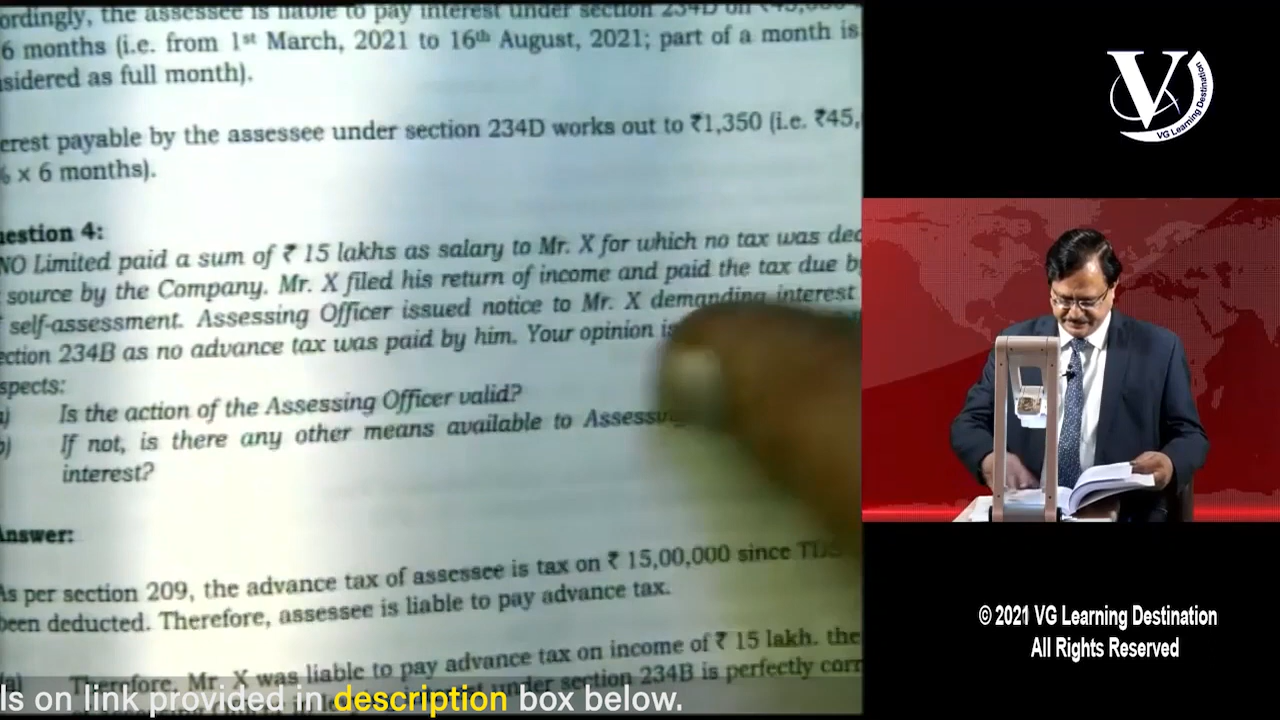 ordingly, the assessee is liable to pay interest under section 234D on
6 months (i.e. from 1st March, 2021 to 16th August, 2021; part of a month is
sidered as full month).
erest payable by the assessee under section 234D works out to ₹1,350 (i.e. ₹45,
% x 6 months).
uestion 4:
NO Limited paid a sum of ₹ 15 lakhs as salary to Mr. X for which no tax was ded
source by the Company. Mr. X filed his return of income and paid the tax due by
self-assessment. Assessing Officer issued notice to Mr. X demanding interest
ection 234B as no advance tax was paid by him. Your opinion is
spects:
Is the action of the Assessing Officer valid?
If not, is there any other means available to
interest?
Answer:
As per section 209, the advance tax of assessee is tax on ₹ 15,00,000 since
been deducted. Therefore, assessee is liable to pay advance tax.
(a) Therefore, Mr. X was liable to pay advance tax on income of ₹ 15 lakh. the
under section 234B is perfectly corr
ls on link provided in description box below.
V
VG Learning Destination
© 2021 VG Learning Destination
All Rights Reserved